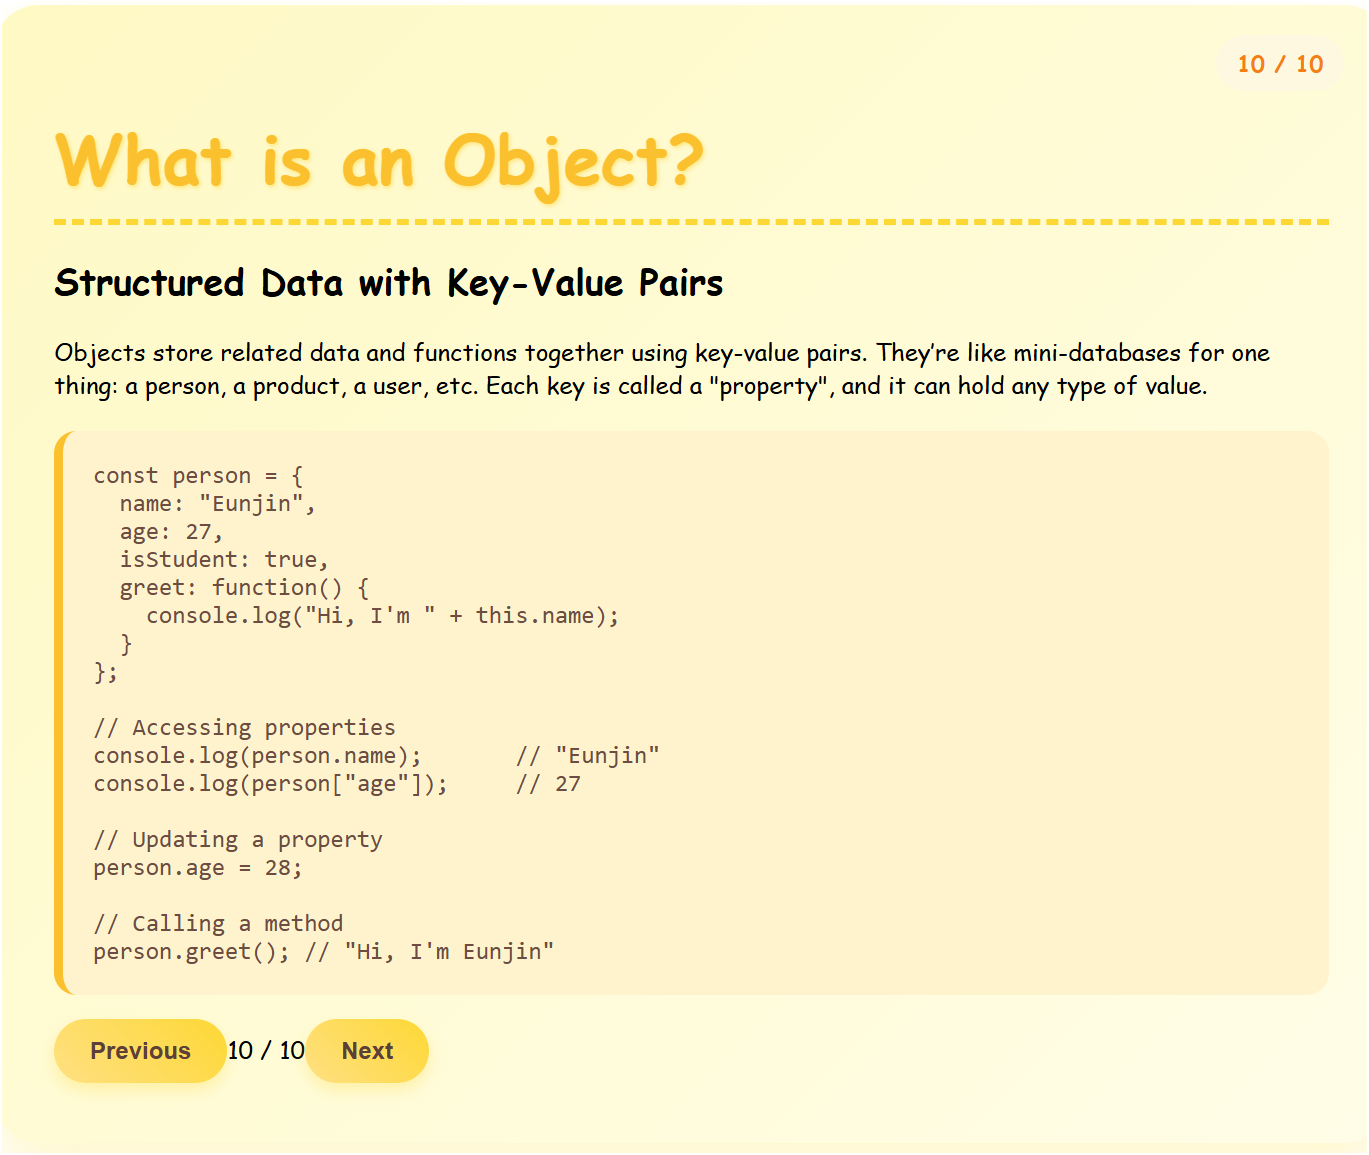 10 / 10
What is an Object?
Structured Data with Key-Value Pairs
Objects store related data and functions together using key-value pairs. They're like mini-databases for one
thing: a person, a product, a user, etc. Each key is called a "property", and it can hold any type of value.
const person = {
  name: "Eunjin",
  age: 27,
  isStudent: true,
  greet: function() {
    console.log("Hi, I'm " + this.name);
  }
};

// Accessing properties
console.log(person.name);       // "Eunjin"
console.log(person["age"]);     // 27

// Updating a property
person.age = 28;

// Calling a method
person.greet(); // "Hi, I'm Eunjin"
Previous 10 / 10 Next